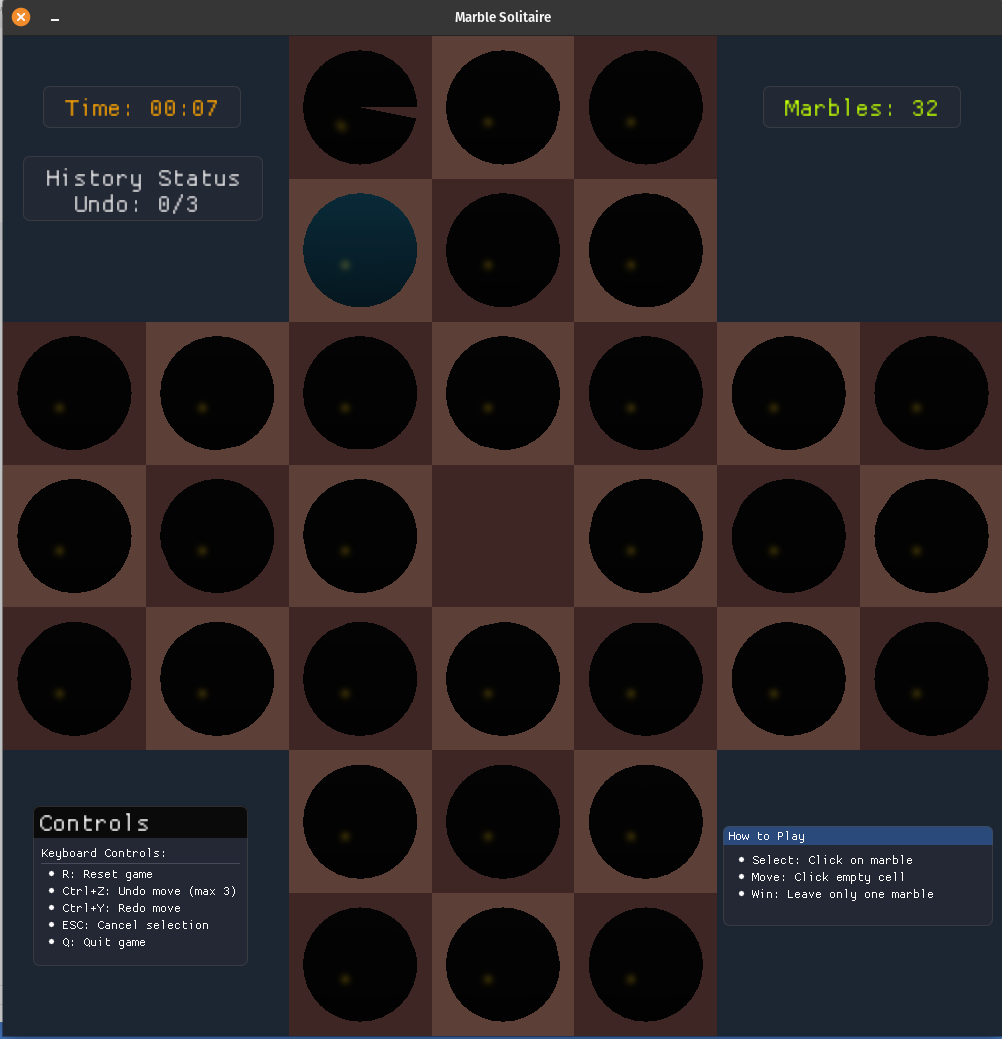 Marble Solitaire
Time: 00:07
Marbles: 32
History Status
Undo: 0/3
Controls
Keyboard Controls:
R: Reset game
Ctrl+Z: Undo move (max 3)
Ctrl+Y: Redo move
ESC: Cancel selection
Q: Quit game
How to Play
Select: Click on marble
Move: Click empty cell
Win: Leave only one marble